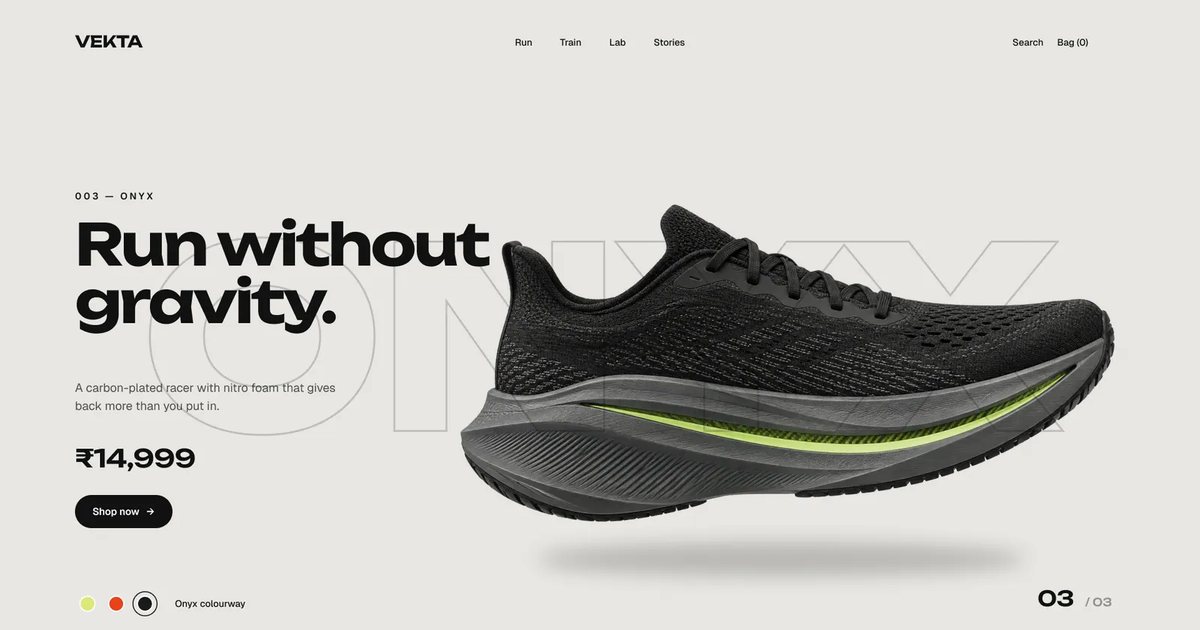 VEKTA
Run Train Lab Stories
Search Bag (0)
003 — ONYX
Run without
gravity.
ONYX
A carbon-plated racer with nitro foam that gives
back more than you put in.
₹14,999
Shop now →
Onyx colourway
03 / 03